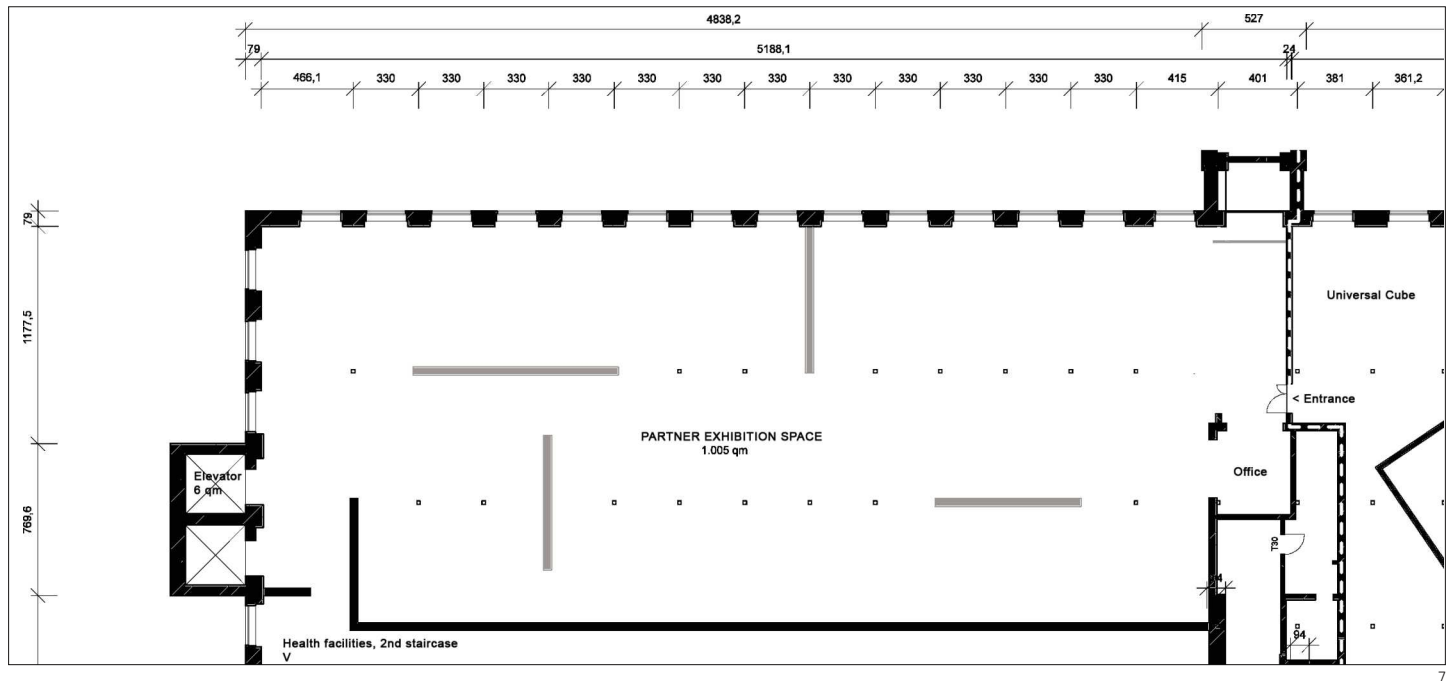 4838,2
527
79
5188,1
24
466,1
330
330
330
330
330
330
330
330
330
330
330
330
415
401
381
361,2
79
1177,5
769,6
Universal Cube
< Entrance
PARTNER EXHIBITION SPACE
1.005 qm
Elevator
6 qm
Office
T30
94
Health facilities, 2nd staircase
V
7